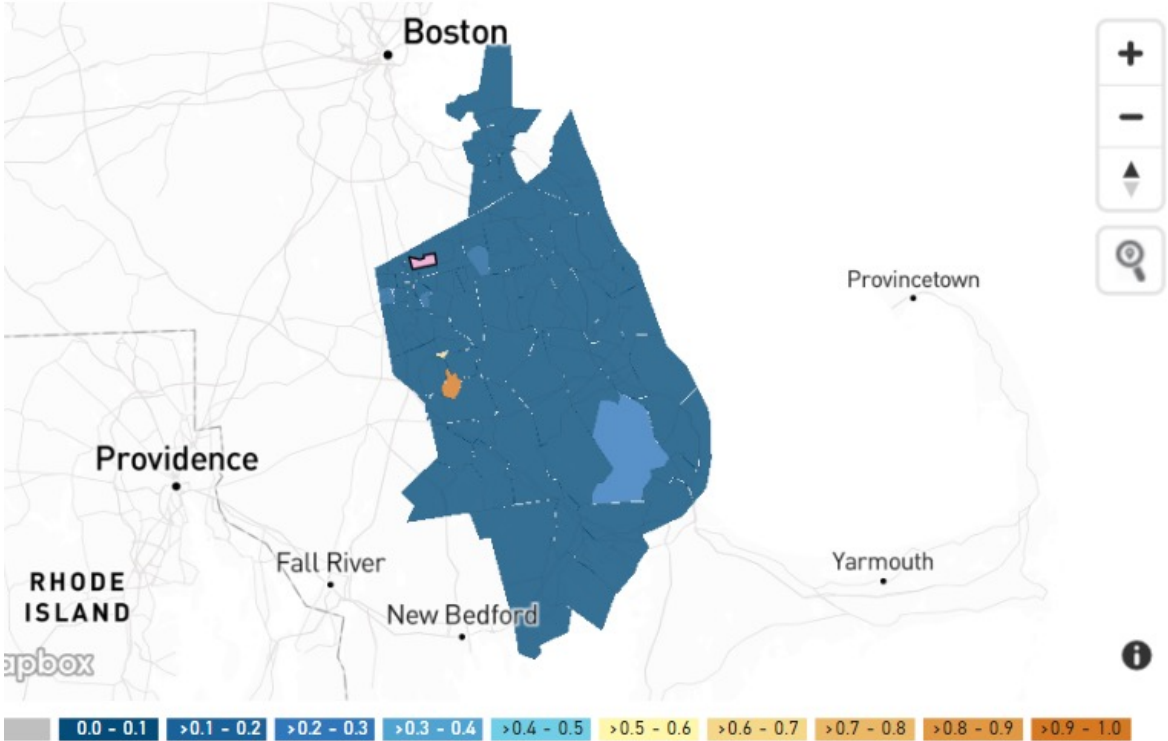 Boston
Provincetown
Providence
Fall River
Yarmouth
RHODE
ISLAND
New Bedford
apbox
0.0 - 0.1 >0.1 - 0.2 >0.2 - 0.3 >0.3 - 0.4 >0.4 - 0.5 >0.5 - 0.6 >0.6 - 0.7 >0.7 - 0.8 >0.8 - 0.9 >0.9 - 1.0